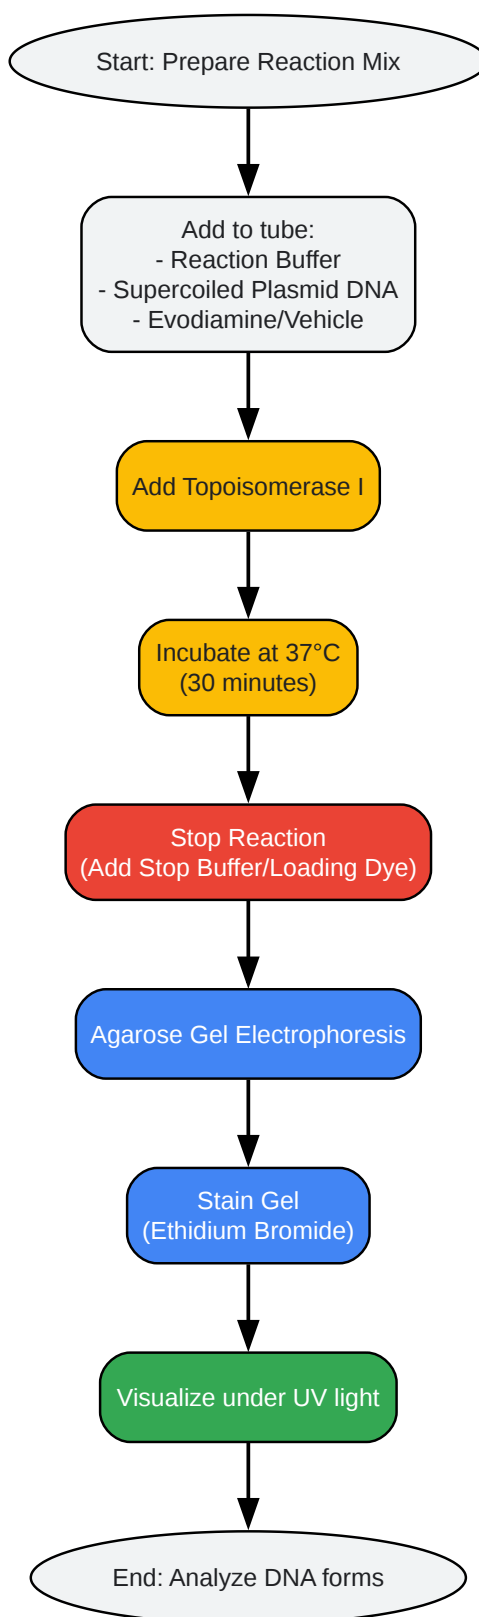 Start: Prepare Reaction Mix
Add to tube:
- Reaction Buffer
- Supercoiled Plasmid DNA
- Evodiamine/Vehicle
Add Topoisomerase I
Incubate at 37°C
(30 minutes)
Stop Reaction
(Add Stop Buffer/Loading Dye)
Agarose Gel Electrophoresis
Stain Gel
(Ethidium Bromide)
Visualize under UV light
End: Analyze DNA forms